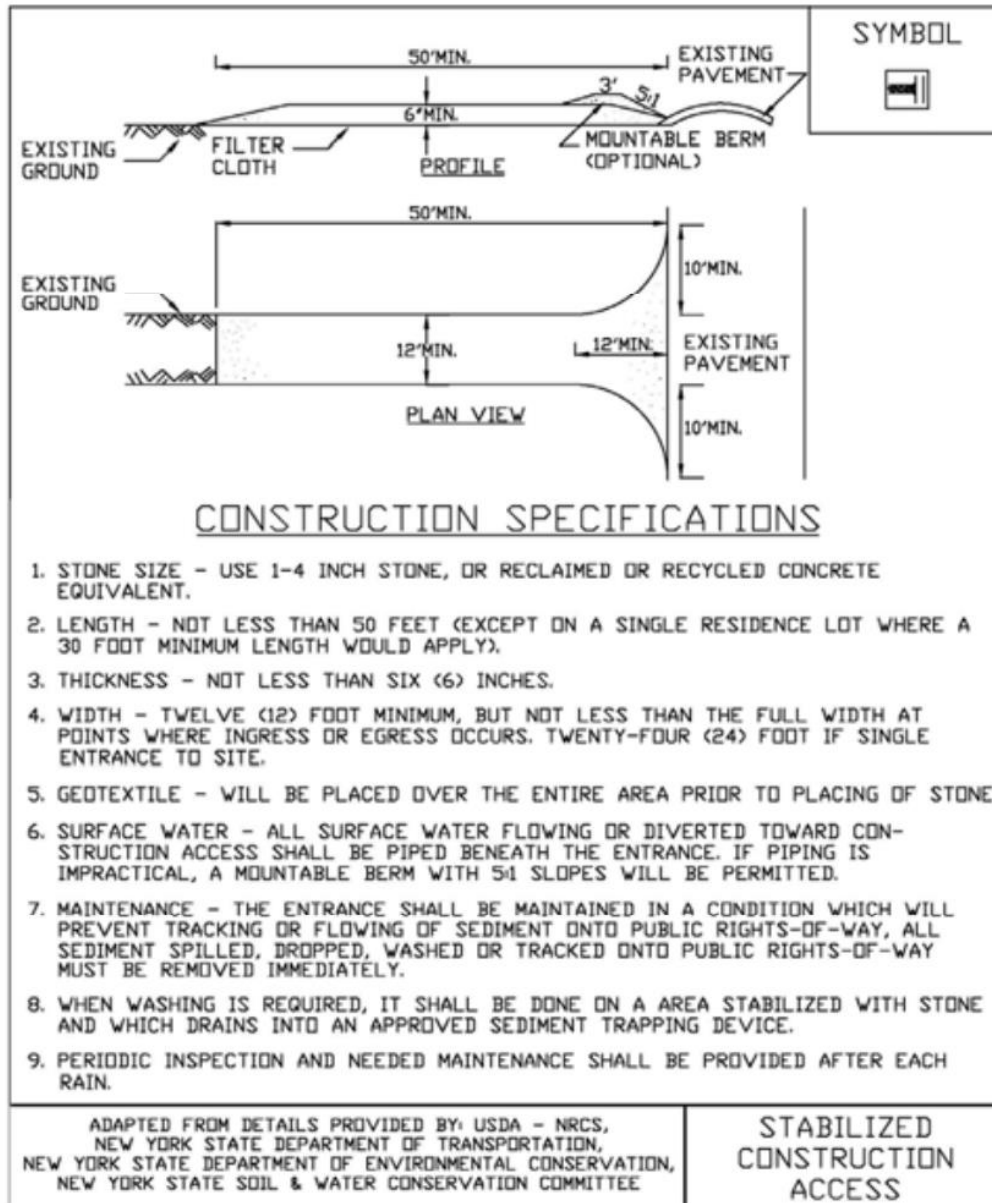 SYMBOL
50'MIN.
EXISTING
PAVEMENT
3'
5:1
6"MIN.
EXISTING
GROUND
FILTER
CLOTH
PROFILE
MOUNTABLE BERM
(OPTIONAL)
50'MIN.
10'MIN.
EXISTING
GROUND
12'MIN.
12'MIN.
EXISTING
PAVEMENT
PLAN VIEW
10'MIN.
CONSTRUCTION SPECIFICATIONS
1. STONE SIZE - USE 1-4 INCH STONE, OR RECLAIMED OR RECYCLED CONCRETE
EQUIVALENT.
2. LENGTH - NOT LESS THAN 50 FEET (EXCEPT ON A SINGLE RESIDENCE LOT WHERE A
30 FOOT MINIMUM LENGTH WOULD APPLY).
3. THICKNESS - NOT LESS THAN SIX (6) INCHES.
4. WIDTH - TWELVE (12) FOOT MINIMUM, BUT NOT LESS THAN THE FULL WIDTH AT
POINTS WHERE INGRESS OR EGRESS OCCURS. TWENTY-FOUR (24) FOOT IF SINGLE
ENTRANCE TO SITE.
5. GEOTEXTILE - WILL BE PLACED OVER THE ENTIRE AREA PRIOR TO PLACING OF STONE
6. SURFACE WATER - ALL SURFACE WATER FLOWING OR DIVERTED TOWARD CON-
STRUCTION ACCESS SHALL BE PIPED BENEATH THE ENTRANCE. IF PIPING IS
IMPRACTICAL, A MOUNTABLE BERM WITH 5:1 SLOPES WILL BE PERMITTED.
7. MAINTENANCE - THE ENTRANCE SHALL BE MAINTAINED IN A CONDITION WHICH WILL
PREVENT TRACKING OR FLOWING OF SEDIMENT ONTO PUBLIC RIGHTS-OF-WAY, ALL
SEDIMENT SPILLED, DROPPED, WASHED OR TRACKED ONTO PUBLIC RIGHTS-OF-WAY
MUST BE REMOVED IMMEDIATELY.
8. WHEN WASHING IS REQUIRED, IT SHALL BE DONE ON A AREA STABILIZED WITH STONE
AND WHICH DRAINS INTO AN APPROVED SEDIMENT TRAPPING DEVICE.
9. PERIODIC INSPECTION AND NEEDED MAINTENANCE SHALL BE PROVIDED AFTER EACH
RAIN.
ADAPTED FROM DETAILS PROVIDED BY: USDA - NRCS,
NEW YORK STATE DEPARTMENT OF TRANSPORTATION,
NEW YORK STATE DEPARTMENT OF ENVIRONMENTAL CONSERVATION,
NEW YORK STATE SOIL & WATER CONSERVATION COMMITTEE
STABILIZED
CONSTRUCTION
ACCESS